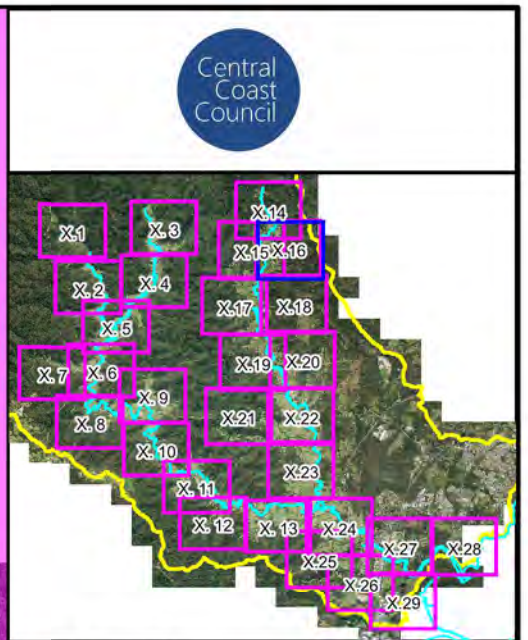 Central
Coast
Council
X.14
X.1
X. 3
X.15
X.16
X. 2
X. 4
X.17
X.18
X. 5
X.19
X.20
X. 7
X. 6
X. 9
X. 8
X.21
X.22
X. 10
X.23
X. 11
X. 12
X. 13
X.24
X.27
X.28
X.25
X.26
X.29